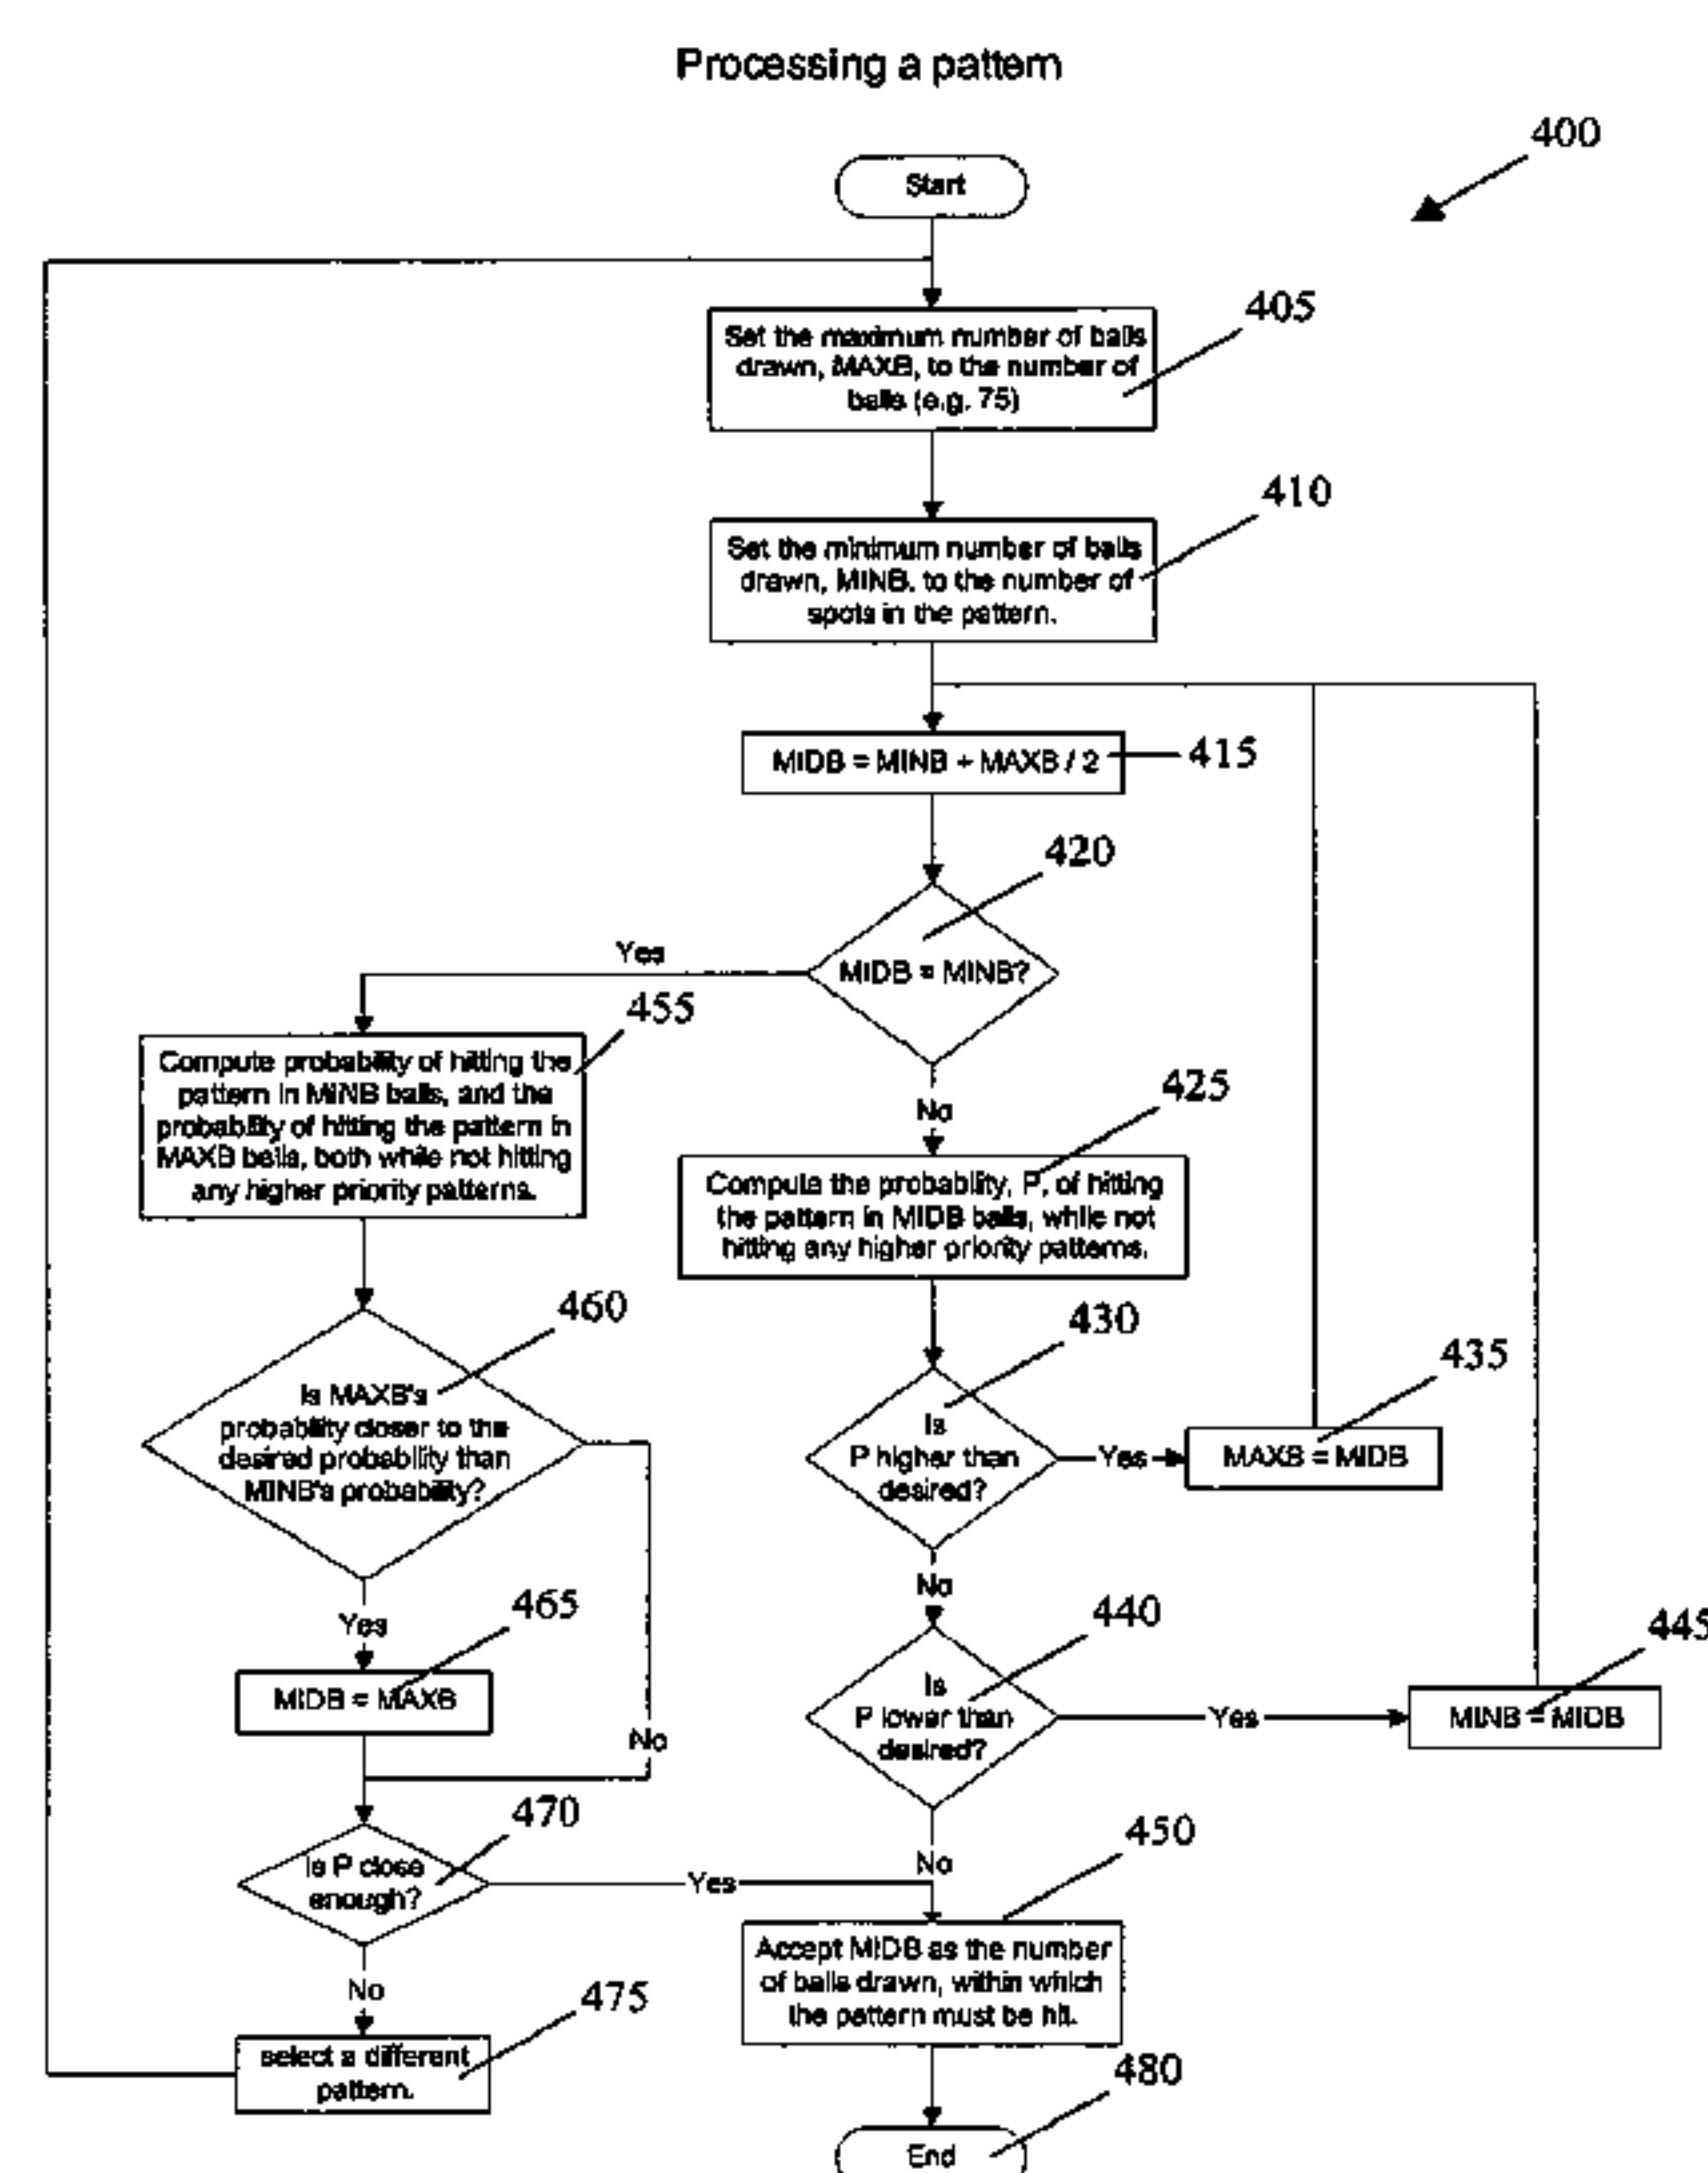 Processing a pattern
400
Start
405
Set the maximum number of balls
drawn, MAXB, to the number of
balls (e.g. 75)
410
Set the minimum number of balls
drawn, MINB, to the number of
spots in the pattern.
MIDB = MINB + MAXB / 2
415
420
MIDB = MINB?
Yes
455
Compute probability of hitting the
pattern in MINB balls, and the
probability of hitting the pattern in
MAXB balls, both while not hitting
any higher priority patterns.
No
425
Compute the probability, P, of hitting
the pattern in MIDB balls, while not
hitting any higher priority patterns.
460
Is MAXB's
probability closer to the
desired probability than
MINB's probability?
430
Is
P higher than
desired?
Yes
435
MAXB = MIDB
No
Yes
465
MIDB = MAXB
No
440
Is
P lower than
desired?
Yes
445
MINB = MIDB
470
Is P close
enough?
Yes
No
450
Accept MIDB as the number
of balls drawn, within which
the pattern must be hit.
No
475
select a different
pattern.
480
End